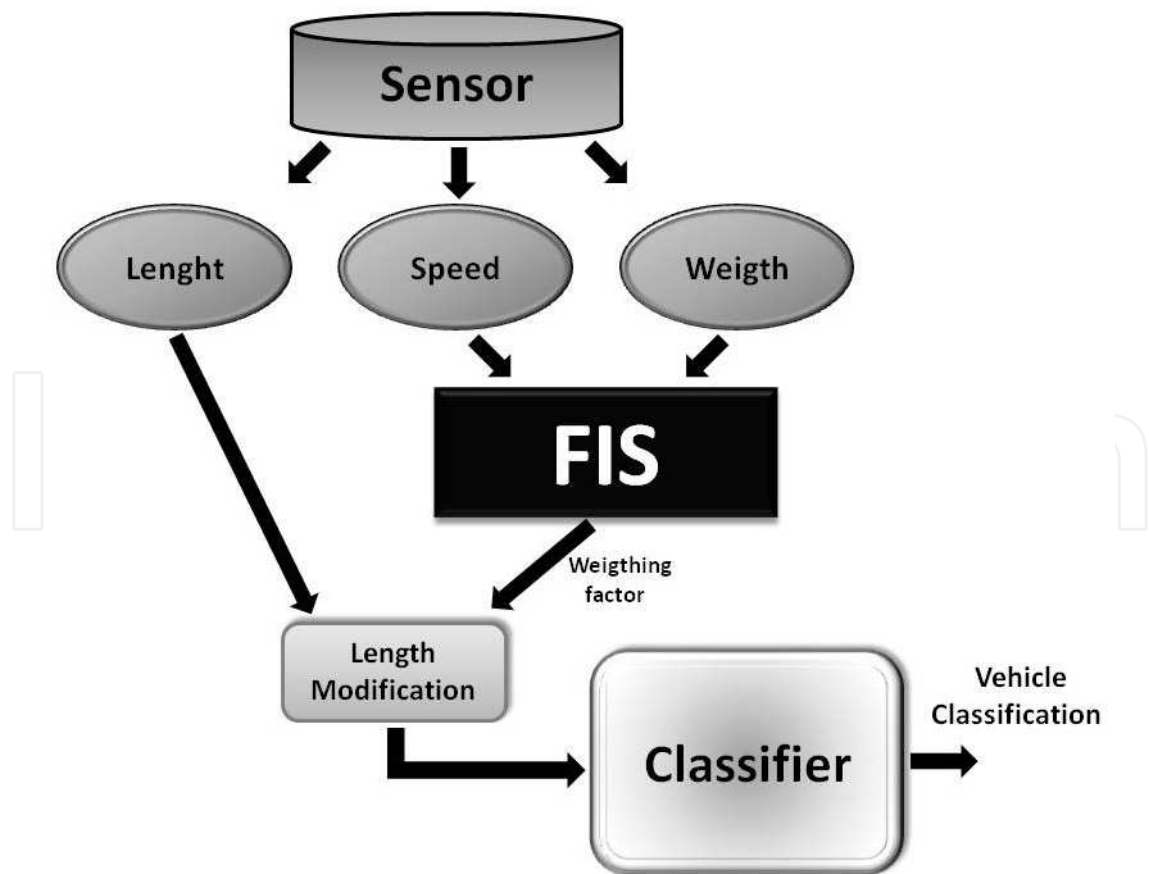 Sensor
Lenght
Speed
Weigth
FIS
Weigthing
factor
Length
Modification
Classifier
Vehicle
Classification